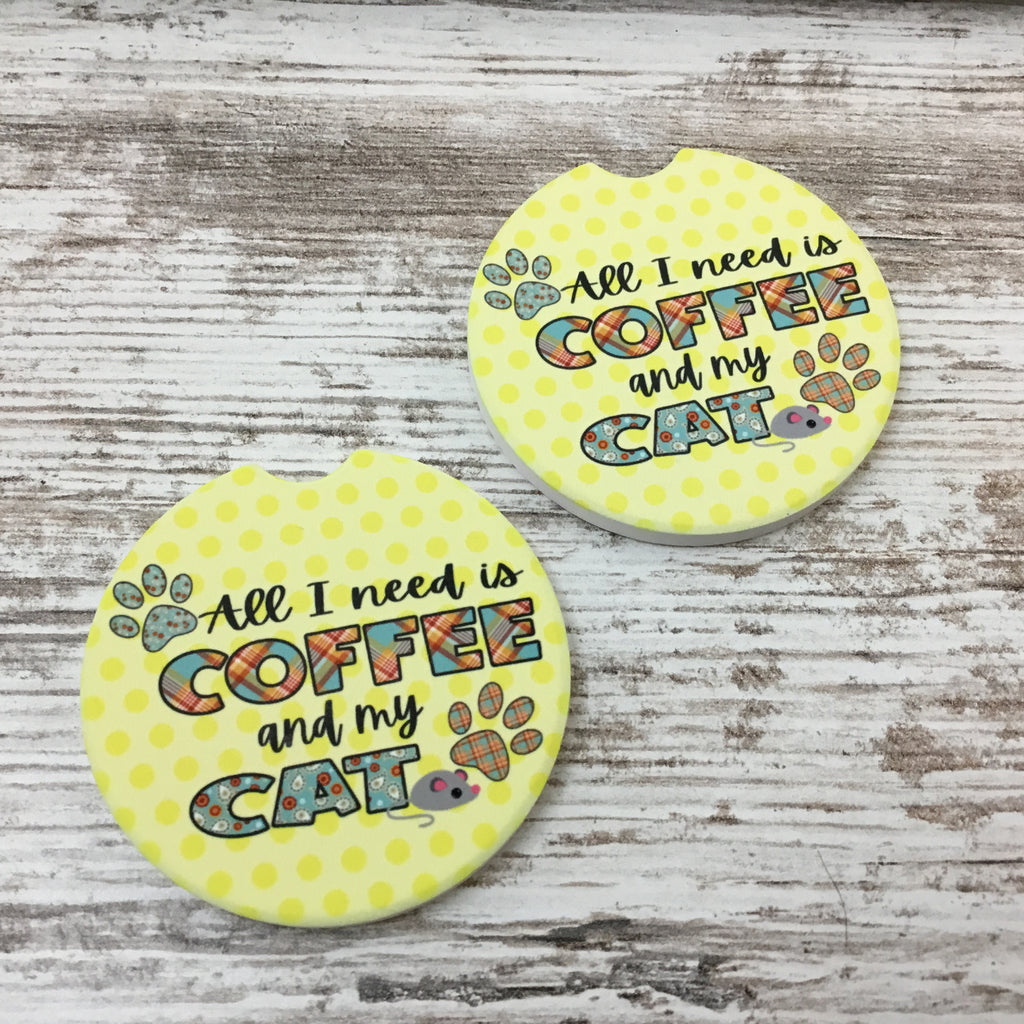 All I need is
COFFEE
and my
CAT
All I need is
COFFEE
and my
CAT